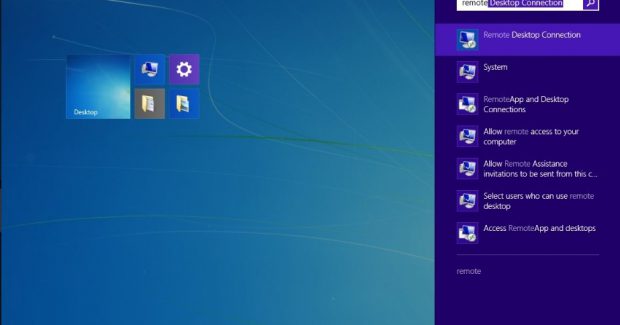 remote Desktop Connection
Remote Desktop Connection
System
RemoteApp and Desktop
Connections
Allow remote access to your
computer
Allow Remote Assistance
invitations to be sent from this c...
Select users who can use remote
desktop
Access RemoteApp and desktops
remote
Desktop